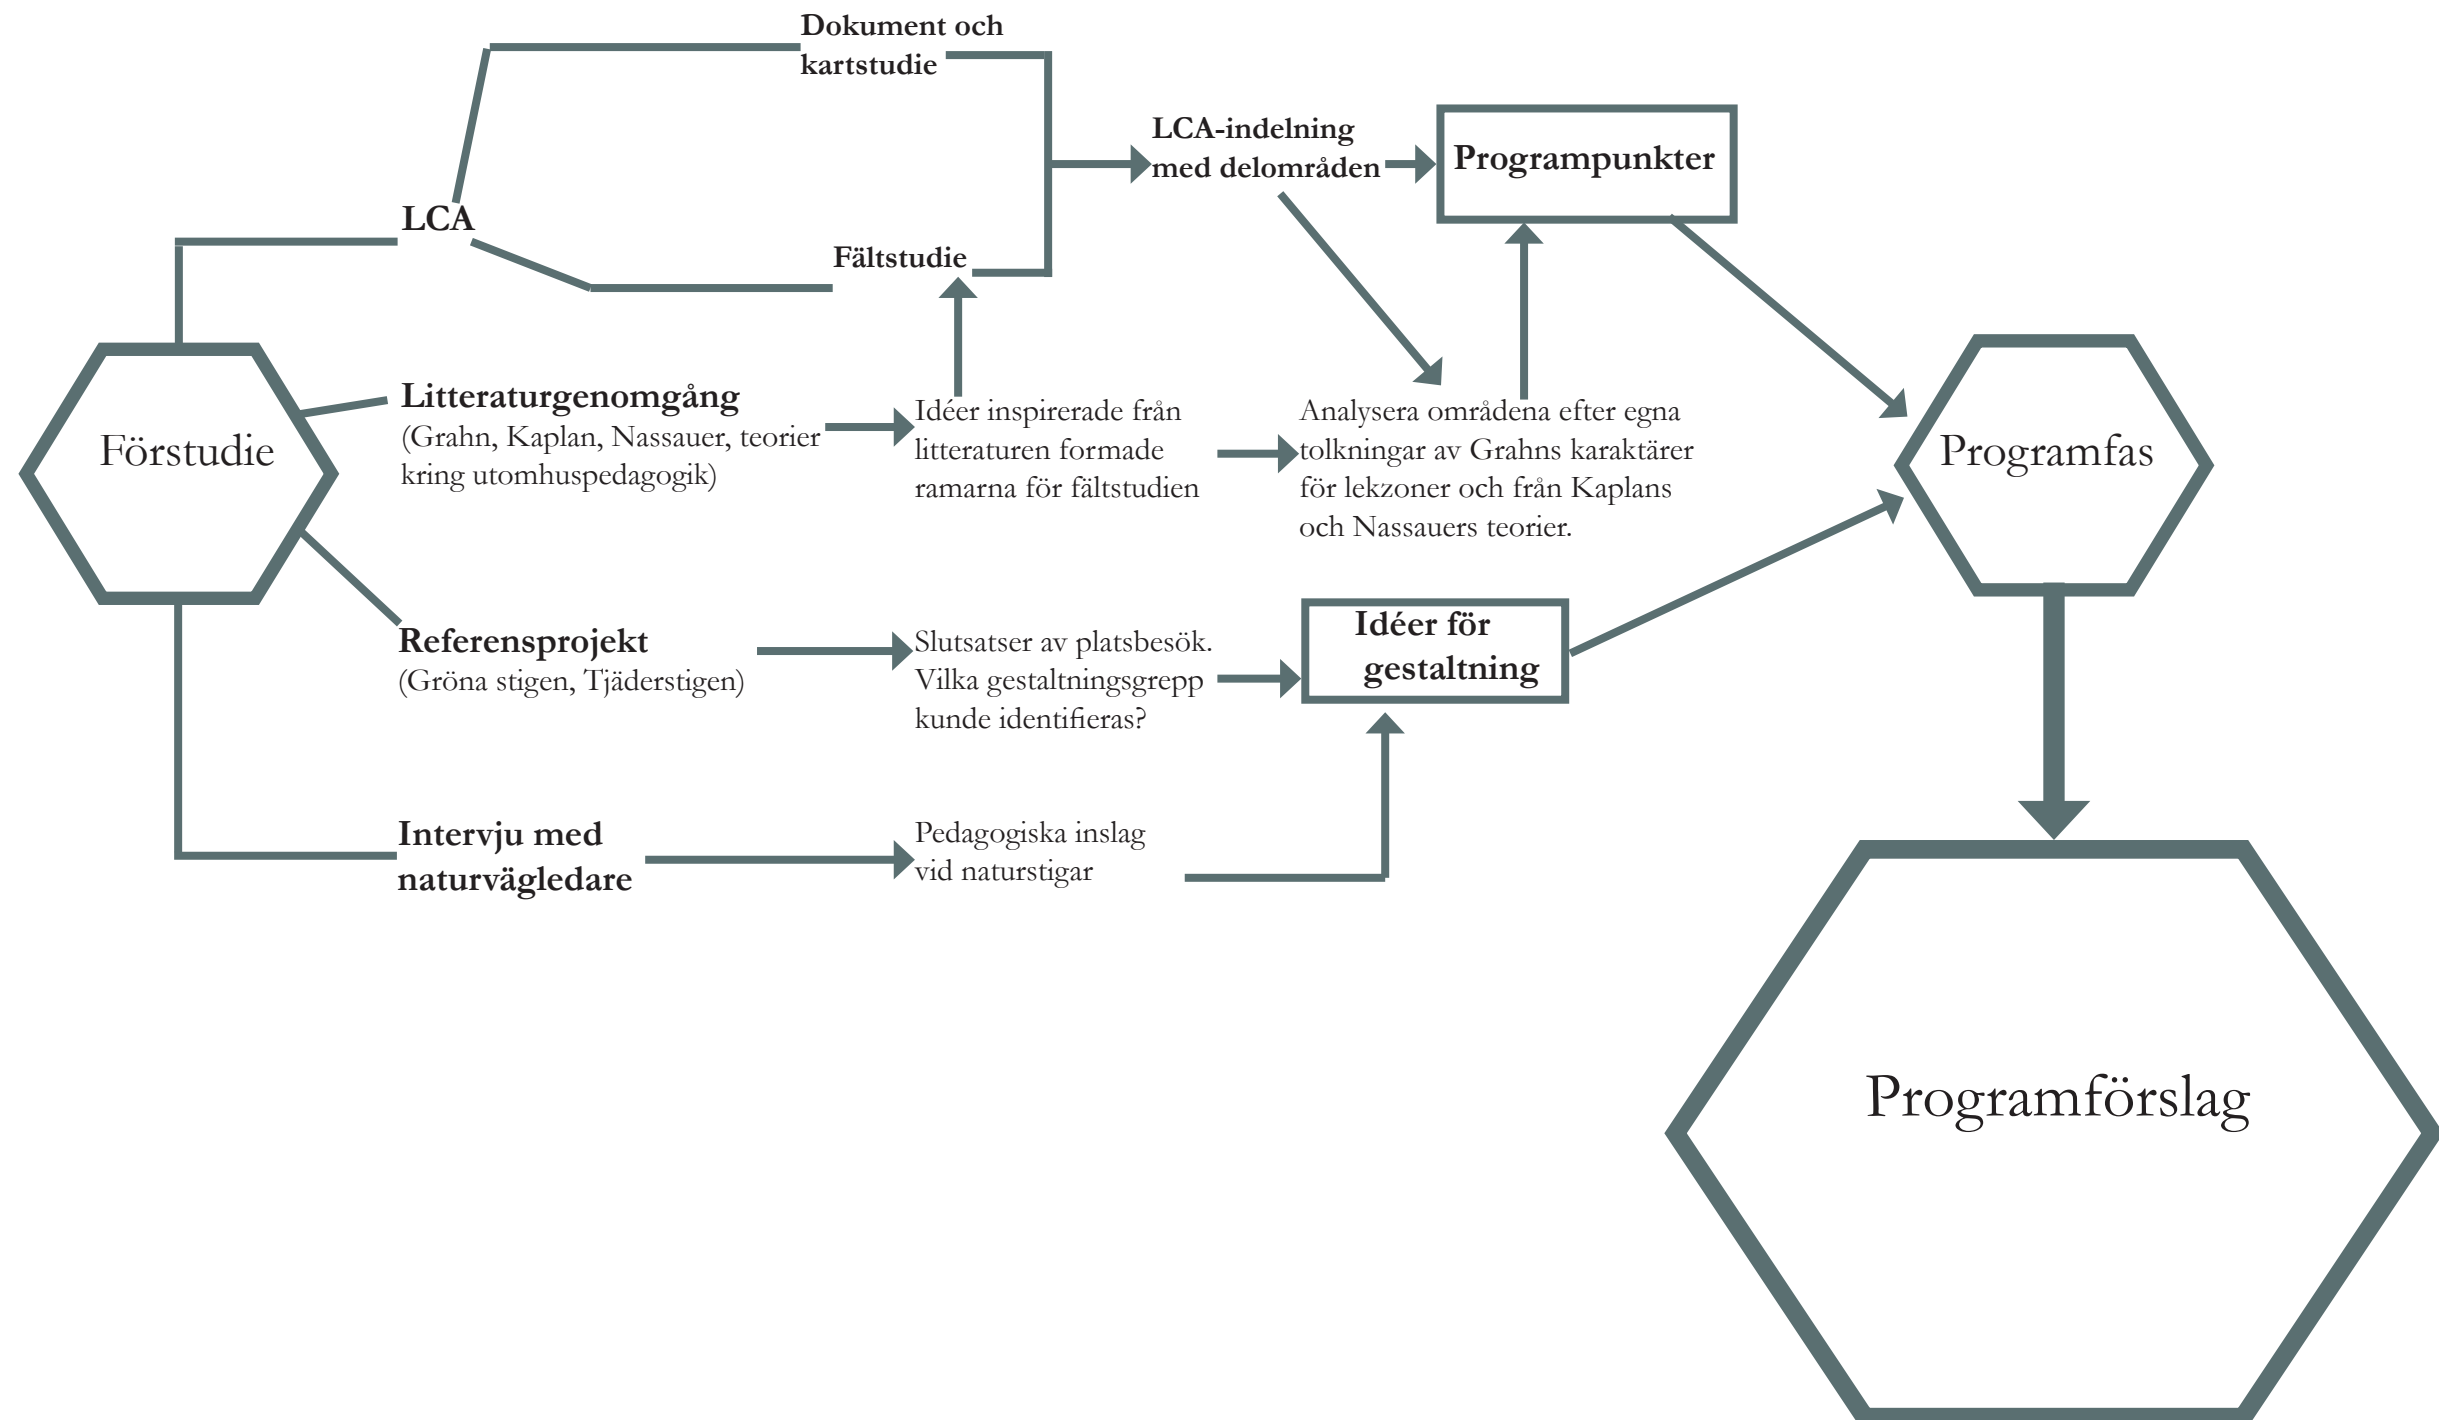 Dokument och
kartstudie
LCA-indelning
med delområden
Programpunkter
LCA
Fältstudie
Förstudie
Litteraturgenomgång
(Grahn, Kaplan, Nassauer, teorier
kring utomhuspedagogik)
Idéer inspirerade från
litteraturen formade
ramarna för fältstudien
Analysera områdena efter egna
tolkningar av Grahns karaktärer
för lekzoner och från Kaplans
och Nassauers teorier.
Programfas
Referensprojekt
(Gröna stigen, Tjäderstigen)
Slutsatser av platsbesök.
Vilka gestaltningsgrepp
kunde identifieras?
Idéer för
gestaltning
Intervju med
naturvägledare
Pedagogiska inslag
vid naturstigar
Programförslag